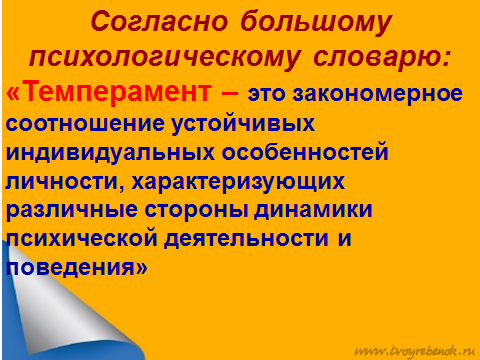 Согласно большому
психологическому словарю:
«Темперамент – это закономерное
соотношение устойчивых
индивидуальных особенностей
личности, характеризующих
различные стороны динамики
психической деятельности и
поведения»
www.tvoyrebenok.ru